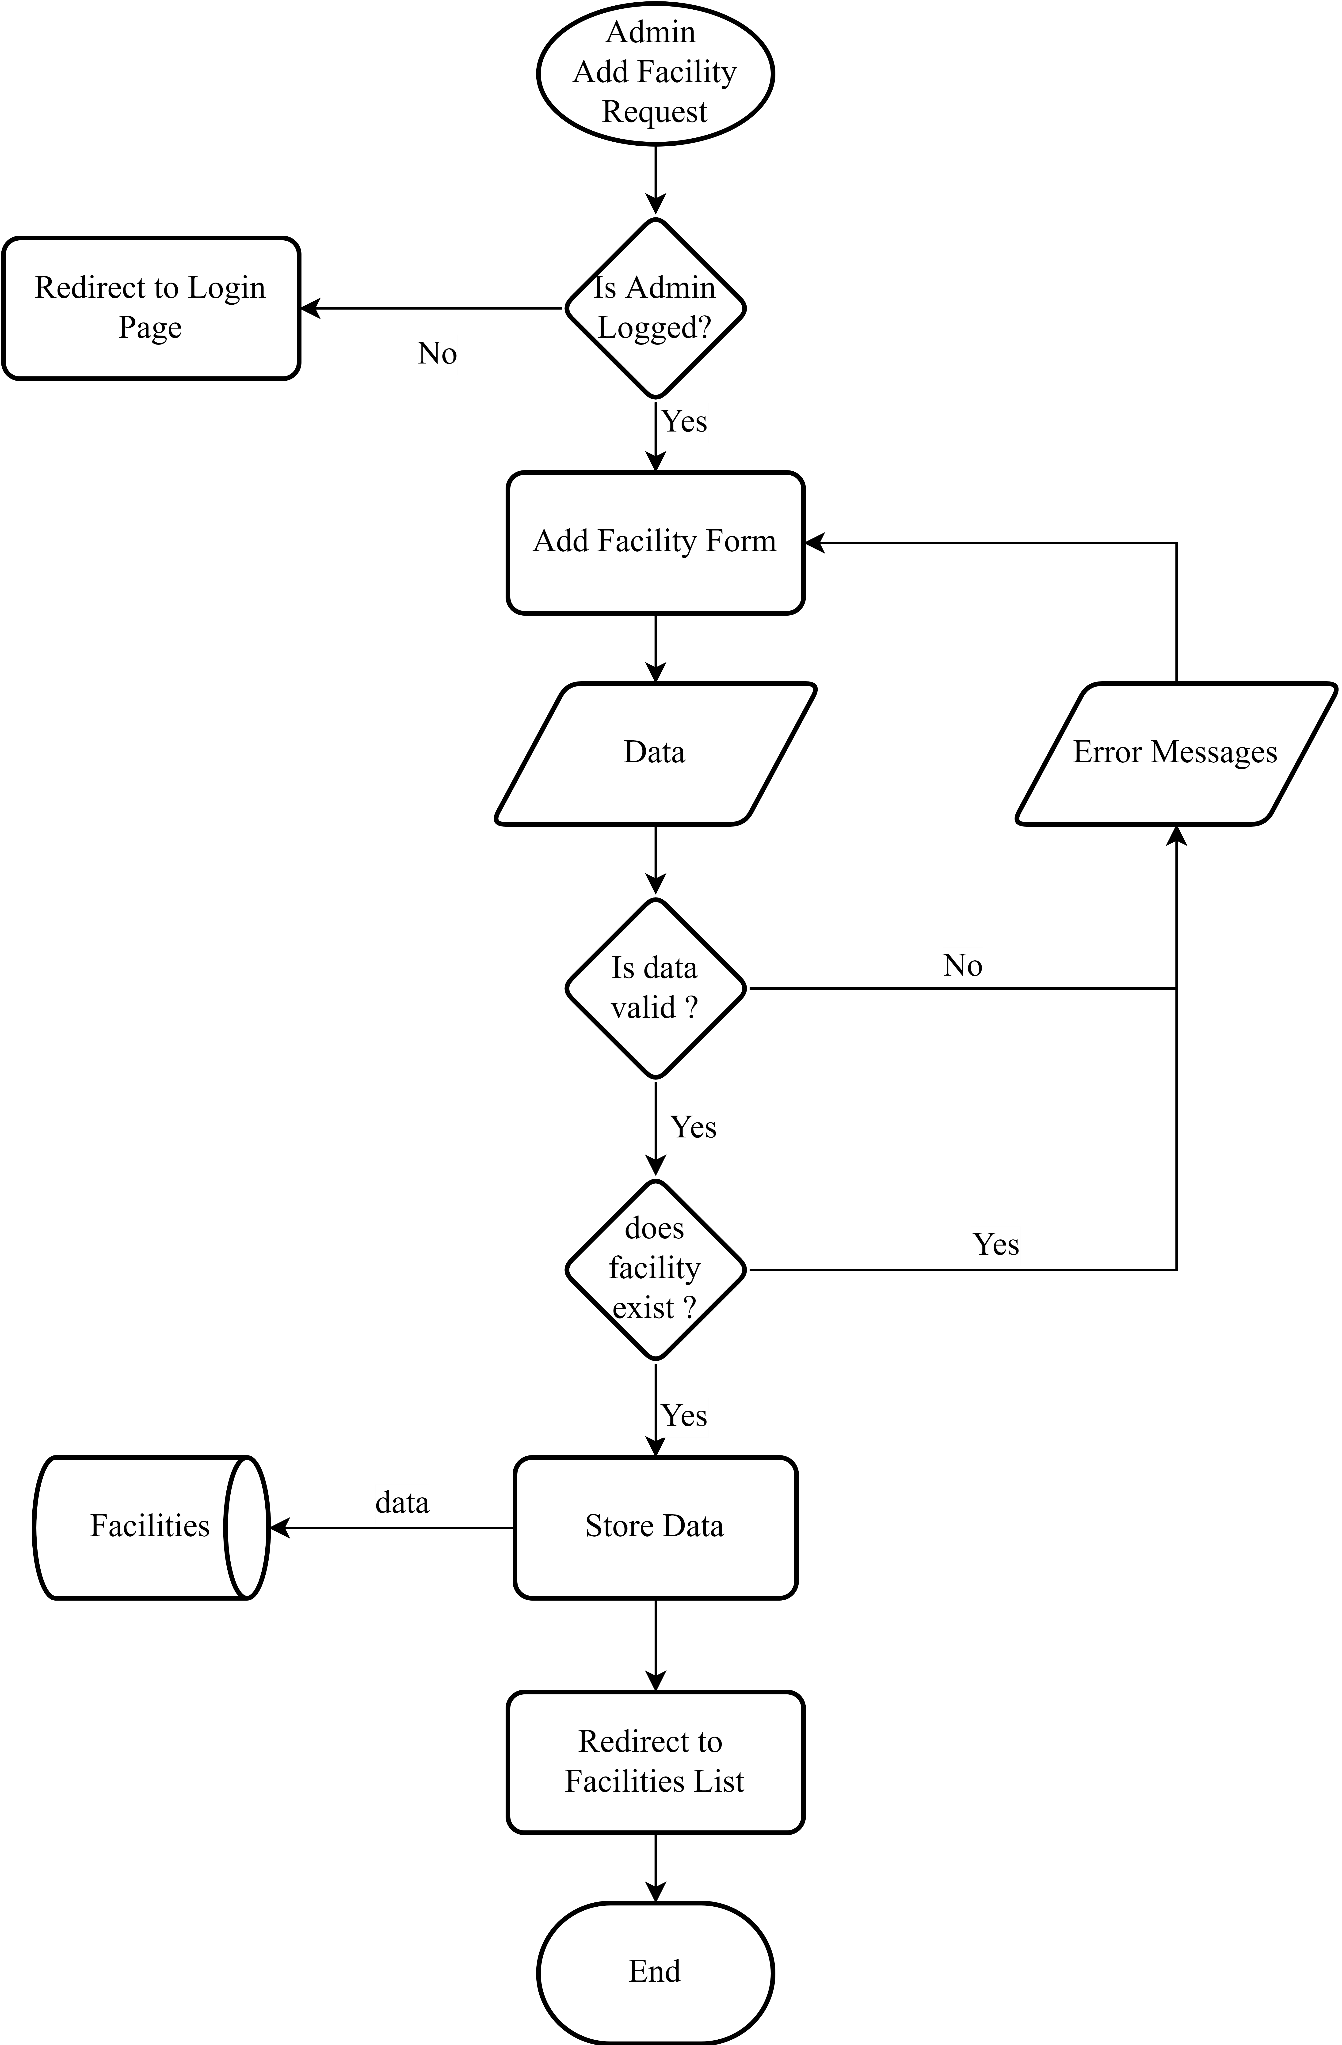 Admin
Add Facility
Request
Is Admin
Logged?
Redirect to Login
Page
No
Yes
Add Facility Form
Data
Error Messages
Is data
valid ?
No
Yes
does
facility
exist ?
Yes
Yes
Facilities
data
Store Data
Redirect to
Facilities List
End